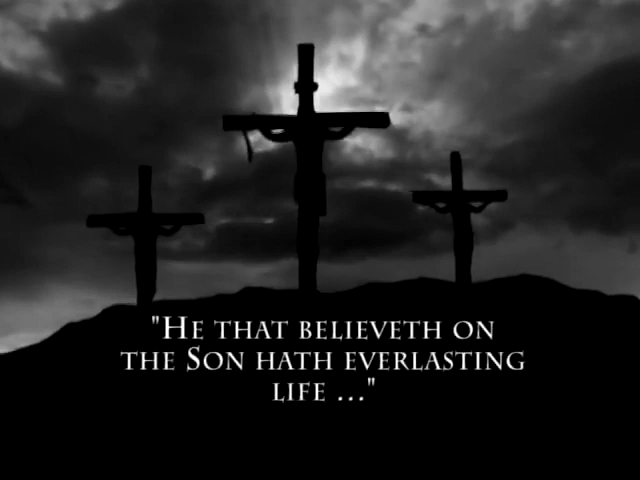 "He that believeth on
the Son hath everlasting
life ..."